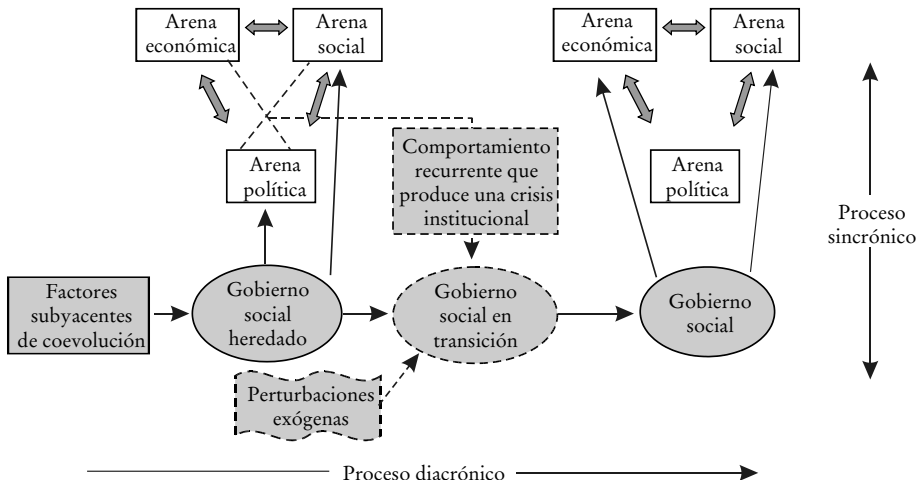 Arena
económica
Arena
social
Arena
política
Comportamiento
recurrente que
produce una crisis
institucional
Arena
económica
Arena
social
Arena
política
Proceso
sincrónico
Factores
subyacentes
de coevolución
Gobierno
social
heredado
Gobierno
social en
transición
Gobierno
social
Perturbaciones
exógenas
Proceso diacrónico